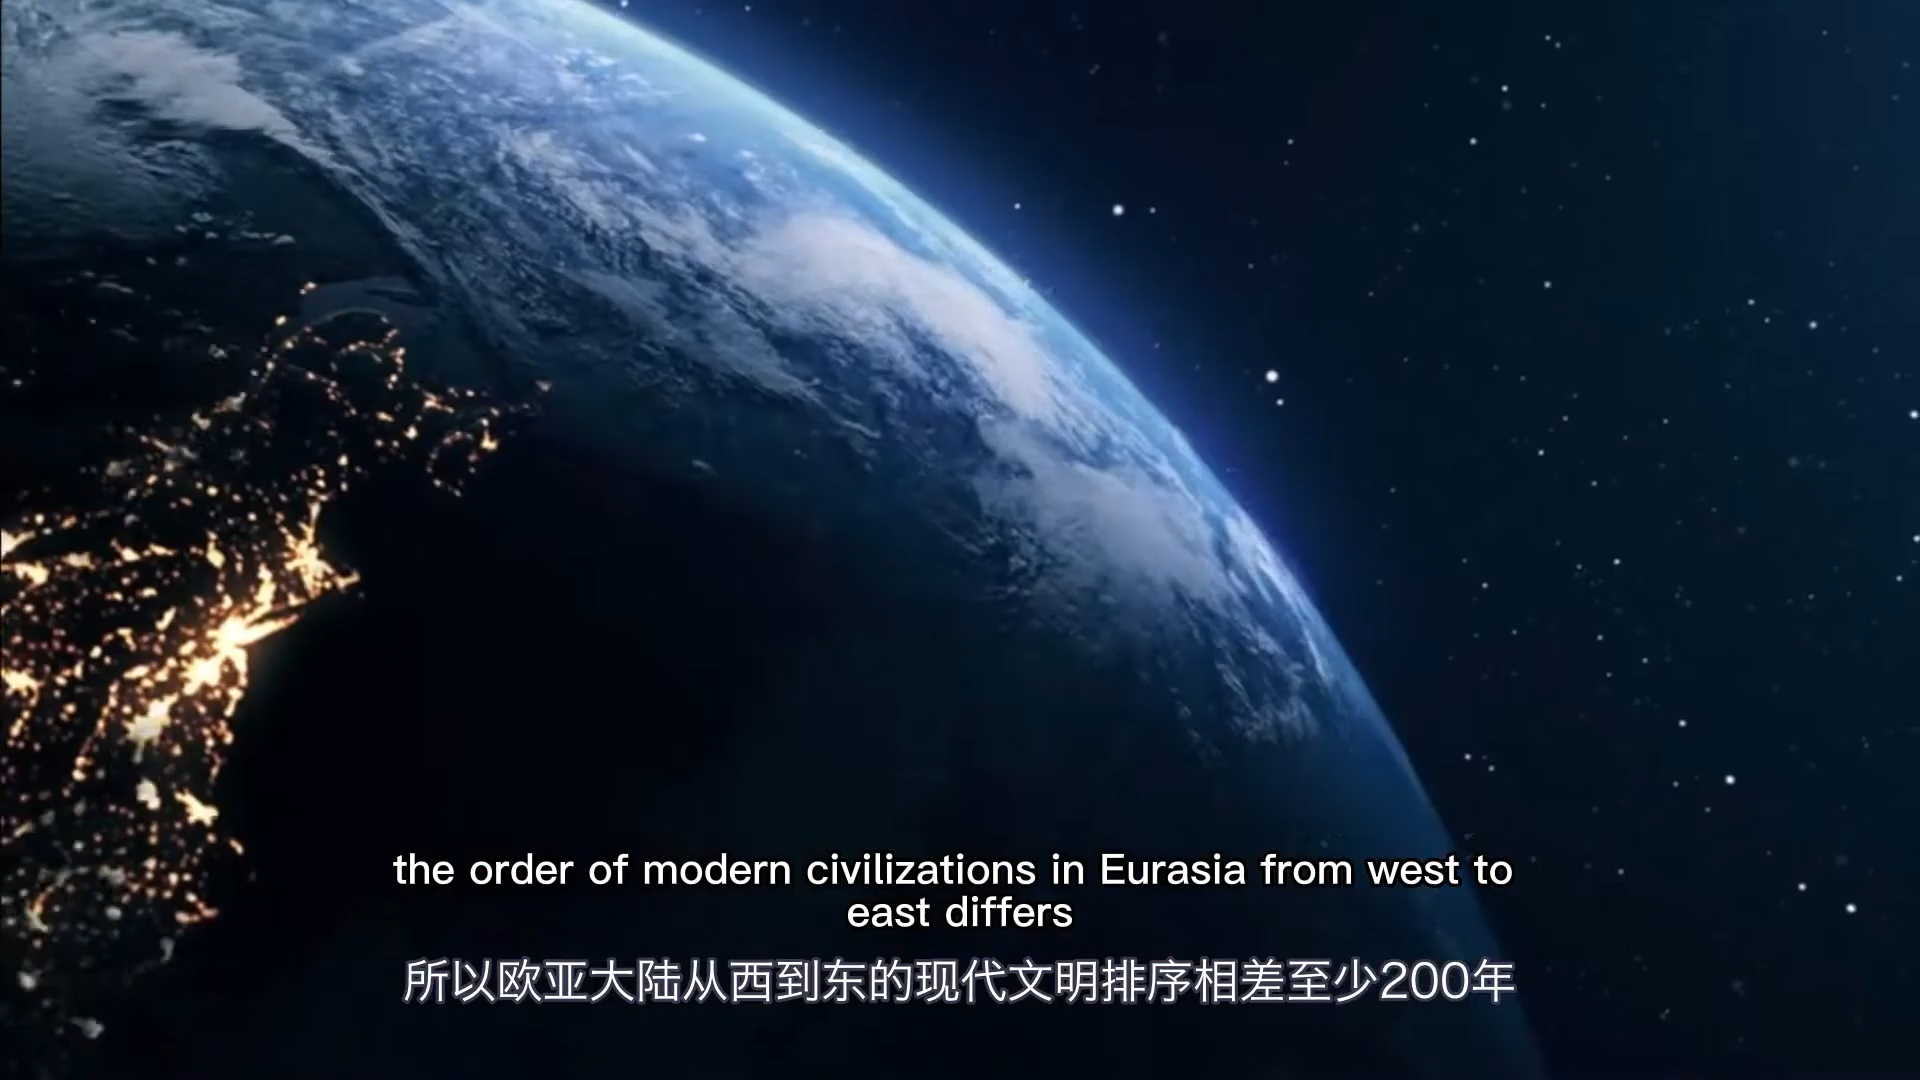 the order of modern civilizations in Eurasia from west to
east differs
所以欧亚大陆从西到东的现代文明排序相差至少200年